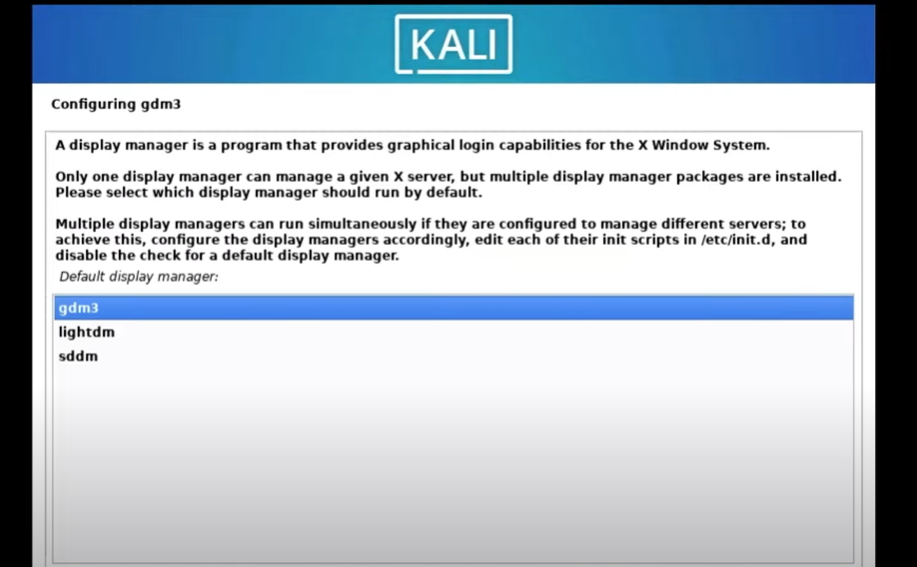 KALI
Configuring gdm3
A display manager is a program that provides graphical login capabilities for the X Window System.
Only one display manager can manage a given X server, but multiple display manager packages are installed.
Please select which display manager should run by default.
Multiple display managers can run simultaneously if they are configured to manage different servers; to
achieve this, configure the display managers accordingly, edit each of their init scripts in /etc/init.d, and
disable the check for a default display manager.
Default display manager:
gdm3
lightdm
sddm